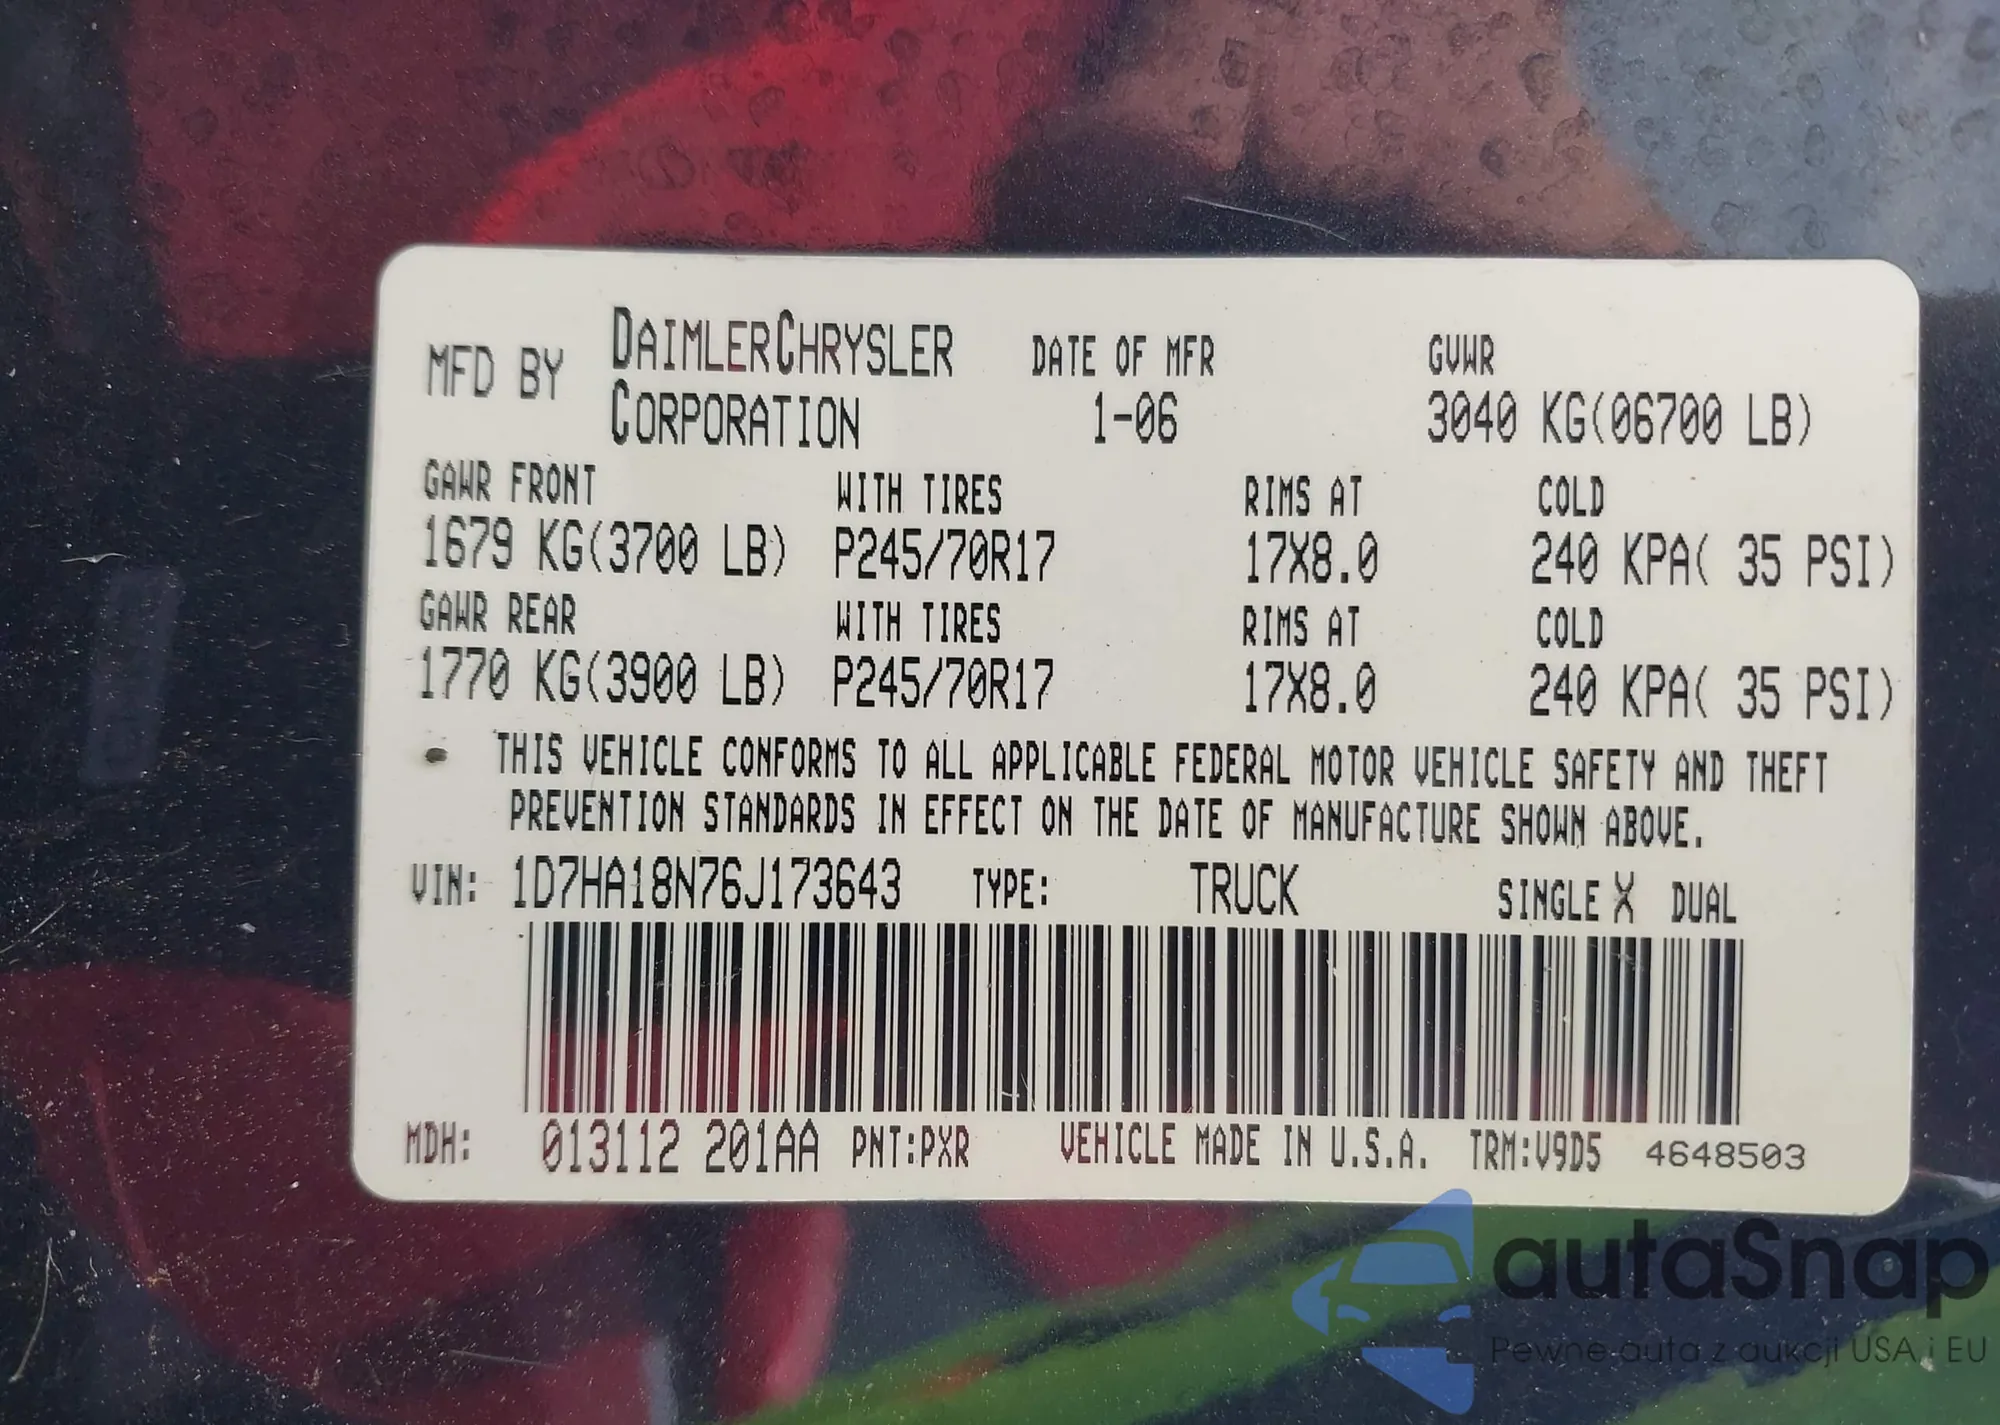 MFD BY DAIMLERCHRYSLER CORPORATION
DATE OF MFR
1-06
GVWR
3040 KG(06700 LB)
GAWR FRONT WITH TIRES RIMS AT COLD
1679 KG(3700 LB) P245/70R17 17X8.0 240 KPA( 35 PSI)
GAWR REAR WITH TIRES RIMS AT COLD
1770 KG(3900 LB) P245/70R17 17X8.0 240 KPA( 35 PSI)
THIS VEHICLE CONFORMS TO ALL APPLICABLE FEDERAL MOTOR VEHICLE SAFETY AND THEFT
PREVENTION STANDARDS IN EFFECT ON THE DATE OF MANUFACTURE SHOWN ABOVE.
VIN: 1D7HA18N76J173643 TYPE: TRUCK SINGLE X DUAL
MDH: 013112 201AA PNT:PXR VEHICLE MADE IN U.S.A. TRM:V9D5 4648503
autaSnap
Pewne auta z aukcji USA i EU